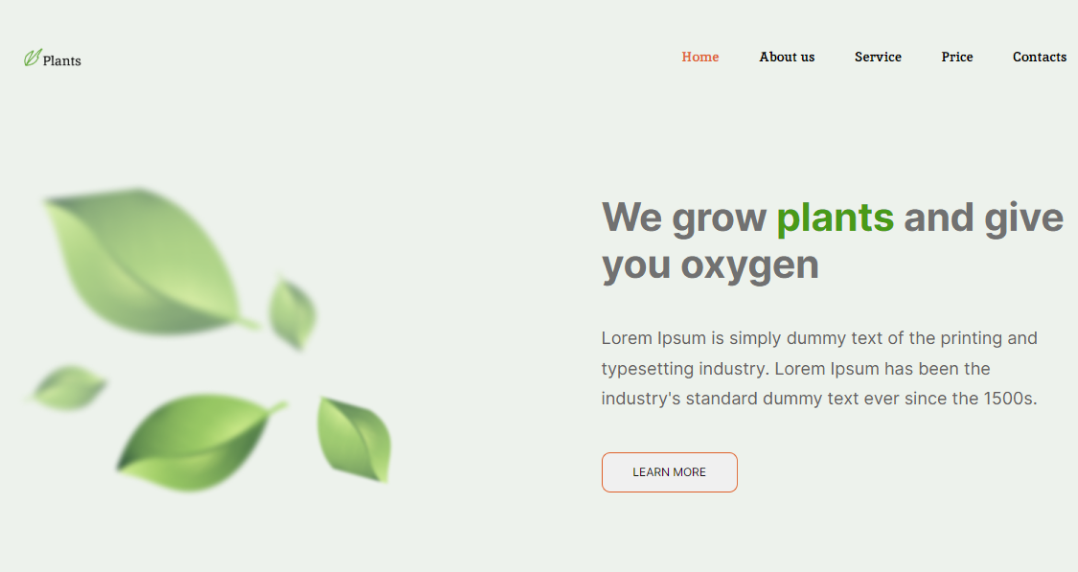 Plants
Home About us Service Price Contacts
We grow plants and give
you oxygen
Lorem Ipsum is simply dummy text of the printing and
typesetting industry. Lorem Ipsum has been the
industry's standard dummy text ever since the 1500s.
LEARN MORE